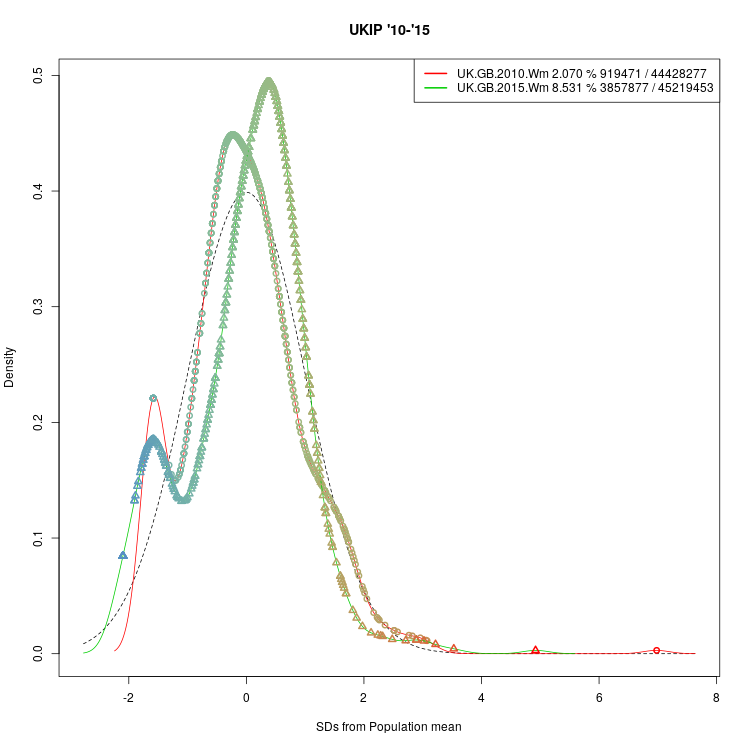 UKIP '10-'15
UK.GB.2010.Wm 2.070 % 919471 / 44428277
UK.GB.2015.Wm 8.531 % 3857877 / 45219453
0.5
0.4
0.3
0.2
0.1
0.0
Density
-2 0 2 4 6 8
SDs from Population mean